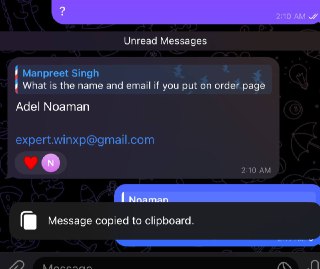 ?
2:10 AM
Unread Messages
Manpreet Singh
What is the name and email if you put on order page
Adel Noaman
expert.winxp@gmail.com
N
2:10 AM
Noaman
Message copied to clipboard.
Message